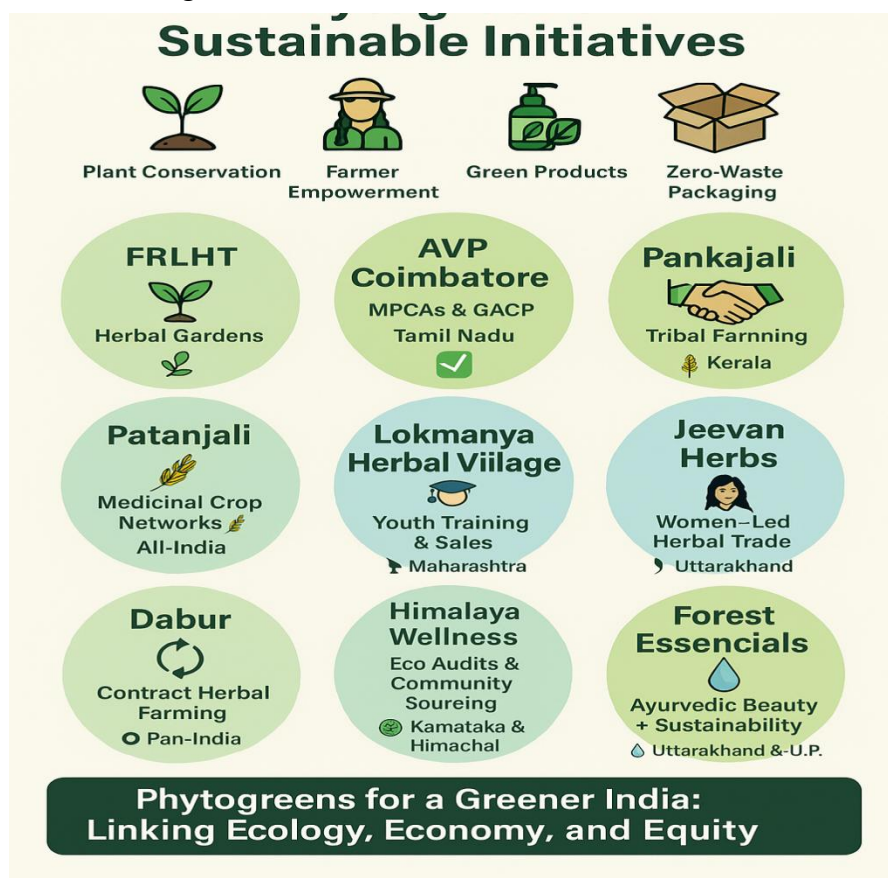 Sustainable Initiatives
Plant Conservation
Farmer
Empowerment
Green Products
Zero-Waste
Packaging
FRLHT
Herbal Gardens
AVP
Coimbatore
MPCAs & GACP
Tamil Nadu
Pankajali
Tribal Farnning
Kerala
Patanjali
Medicinal Crop
Networks
All-India
Lokmanya
Herbal Viilage
Youth Training
& Sales
Maharashtra
Jeevan
Herbs
Women–Led
Herbal Trade
Uttarakhand
Dabur
Contract Herbal
Farming
Pan-India
Himalaya
Wellness
Eco Audits &
Community
Soureing
Kamataka &
Himachal
Forest
Essencials
Ayurvedic Beauty
+ Sustainability
Uttarakhand &-U.P.
Phytogreens for a Greener India:
Linking Ecology, Economy, and Equity